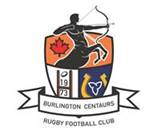 19
73
BURLINGTON CENTAURS
RUGBY FOOTBALL CLUB